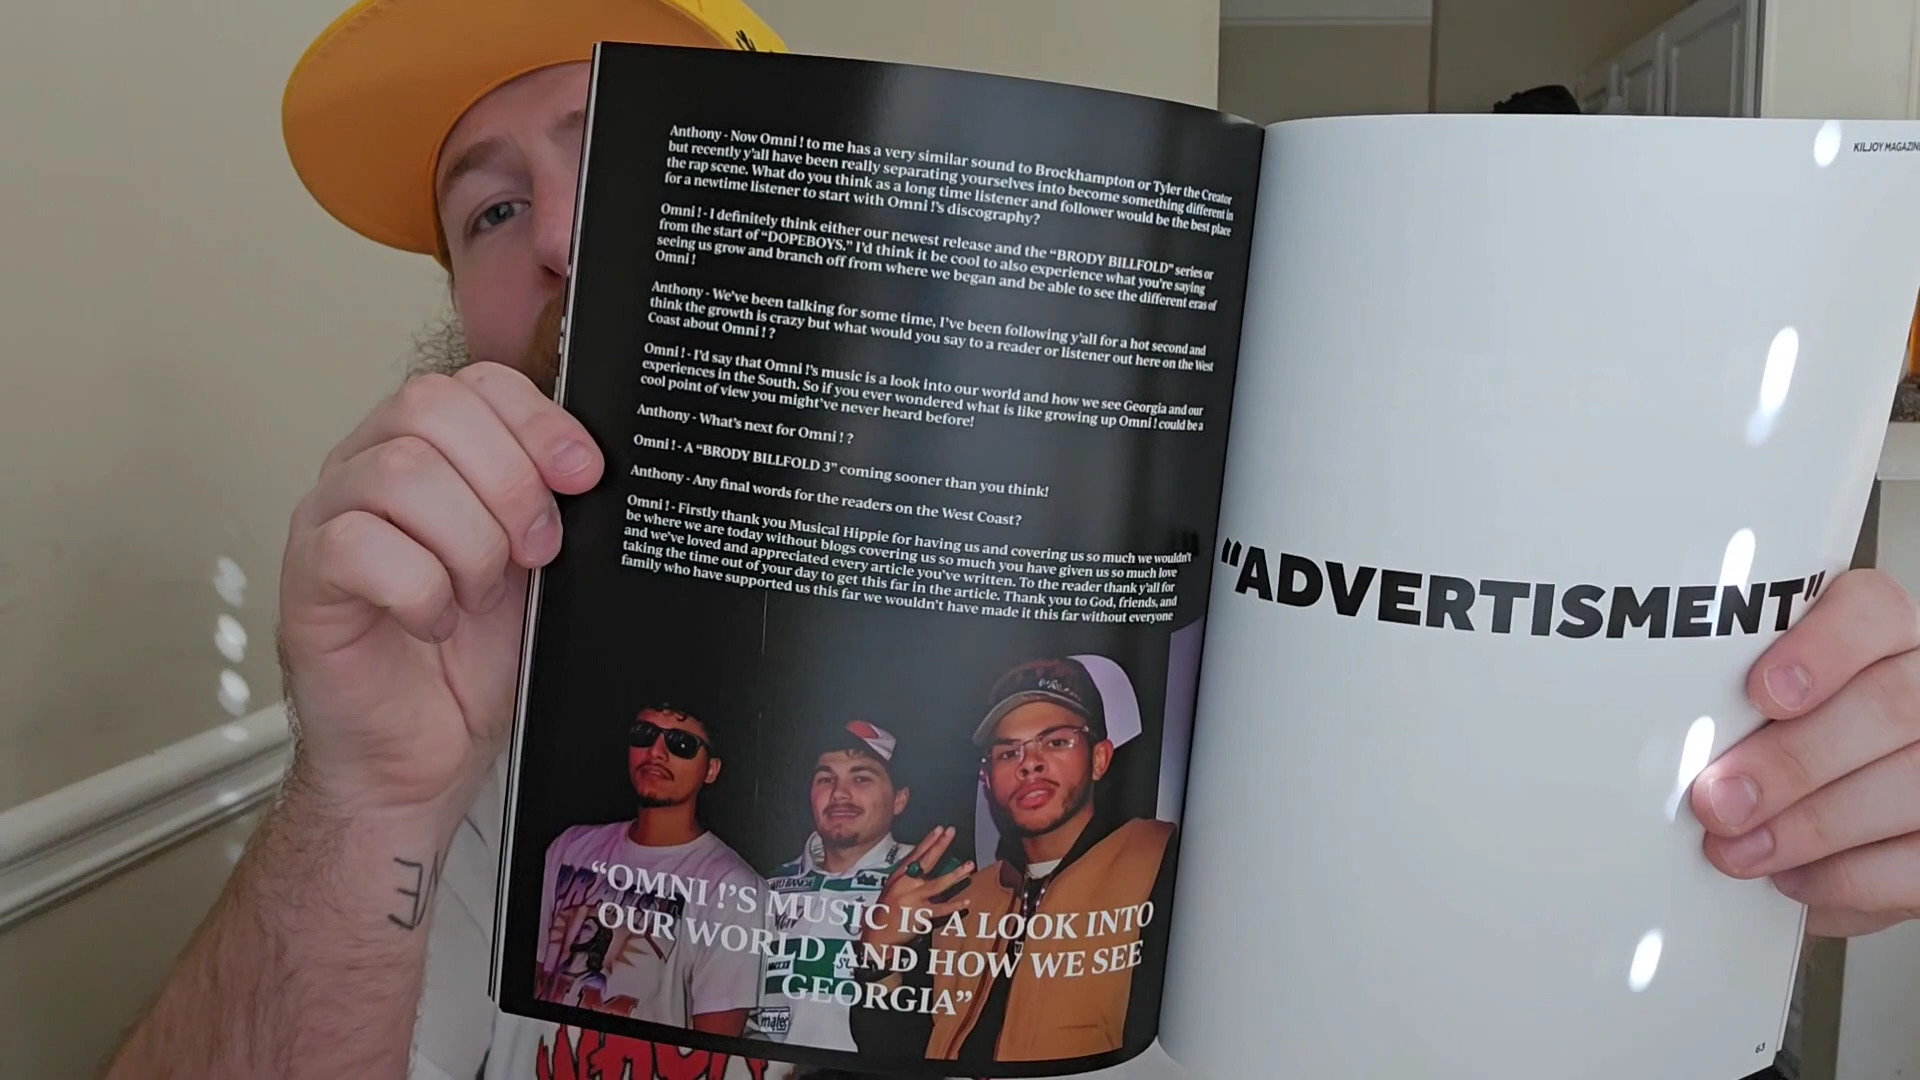 Anthony - Now Omni ! to me has a very similar sound to Brockhampton or Tyler the Creator
but recently y'all have been really separating yourselves into become something different in
the rap scene. What do you think as a long time listener and follower would be the best place
for a newtime listener to start with Omni !'s discography?
Omni ! - I definitely think either our newest release and the “BRODY BILLFOLD” series or
from the start of “DOPEBOYS.” I'd think it be cool to also experience what you're saying
seeing us grow and branch off from where we began and be able to see the different eras of
Omni !
Anthony - We've been talking for some time, I've been following y'all for a hot second and
think the growth is crazy but what would you say to a reader or listener out here on the West
Coast about Omni ! ?
Omni ! - I'd say that Omni !'s music is a look into our world and how we see Georgia and our
experiences in the South. So if you ever wondered what is like growing up Omni ! could be a
cool point of view you might've never heard before!
Anthony - What's next for Omni ! ?
Omni ! - A “BRODY BILLFOLD 3” coming sooner than you think!
Anthony - Any final words for the readers on the West Coast?
Omni ! - Firstly thank you Musical Hippie for having us and covering us so much we wouldn't
be where we are today without blogs covering us so much you have given us so much love
and we've loved and appreciated every article you've written. To the reader thank y'all for
taking the time out of your day to get this far in the article. Thank you to God, friends, and
family who have supported us this far we wouldn't have made it this far without everyone
“OMNI !'S MUSIC IS A LOOK INTO
OUR WORLD AND HOW WE SEE
GEORGIA”
matec
KILJOY MAGAZINE
“ADVERTISMENT”
63